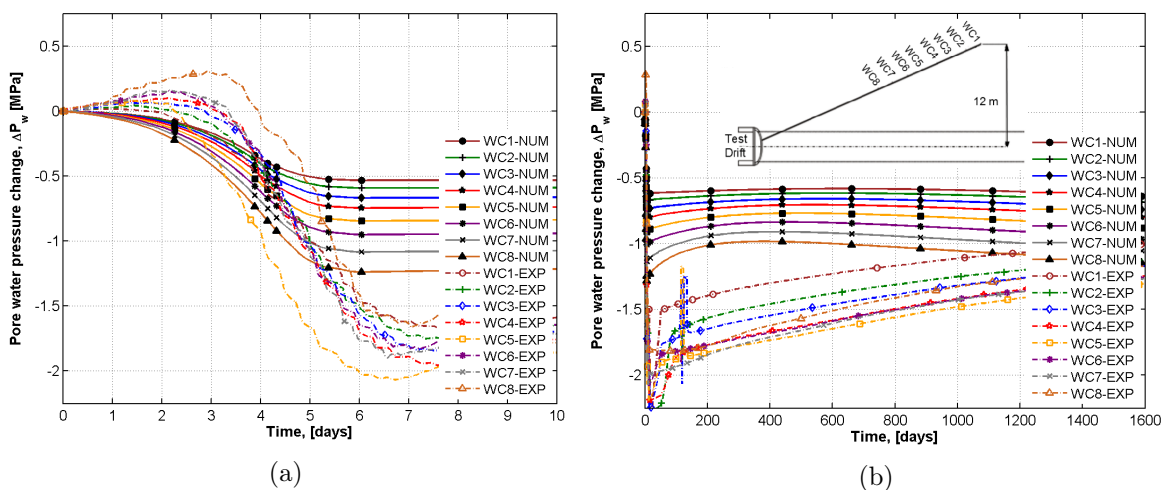 Pore water pressure change, ΔPw [MPa]
0.5
0
-0.5
-1
-1.5
-2
0 1 2 3 4 5 6 7 8 9 10
Time, [days]
WC1-NUM
WC2-NUM
WC3-NUM
WC4-NUM
WC5-NUM
WC6-NUM
WC7-NUM
WC8-NUM
WC1-EXP
WC2-EXP
WC3-EXP
WC4-EXP
WC5-EXP
WC6-EXP
WC7-EXP
WC8-EXP
(a)
Pore water pressure change, ΔPw [MPa]
0.5
0
-0.5
-1
-1.5
-2
0 200 400 600 800 1000 1200 1400 1600
Time, [days]
WC8
WC7
WC6
WC5
WC4
WC3
WC2
WC1
12 m
Test
Drift
WC1-NUM
WC2-NUM
WC3-NUM
WC4-NUM
WC5-NUM
WC6-NUM
WC7-NUM
WC8-NUM
WC1-EXP
WC2-EXP
WC3-EXP
WC4-EXP
WC5-EXP
WC6-EXP
WC7-EXP
WC8-EXP
(b)